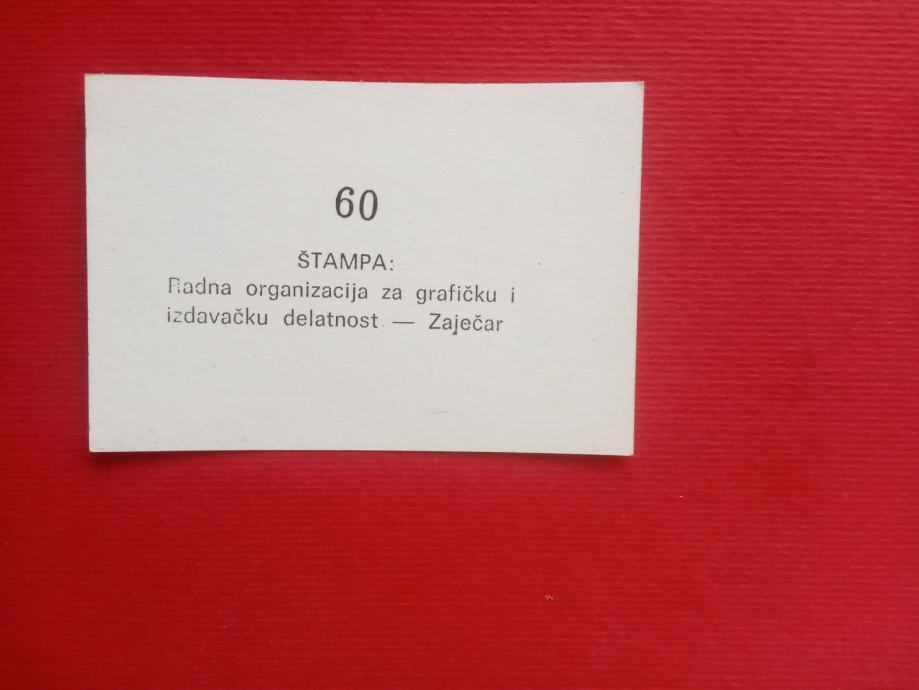 60
ŠTAMPA:
Radna organizacija za grafičku i
izdavačku delatnost — Zaječar